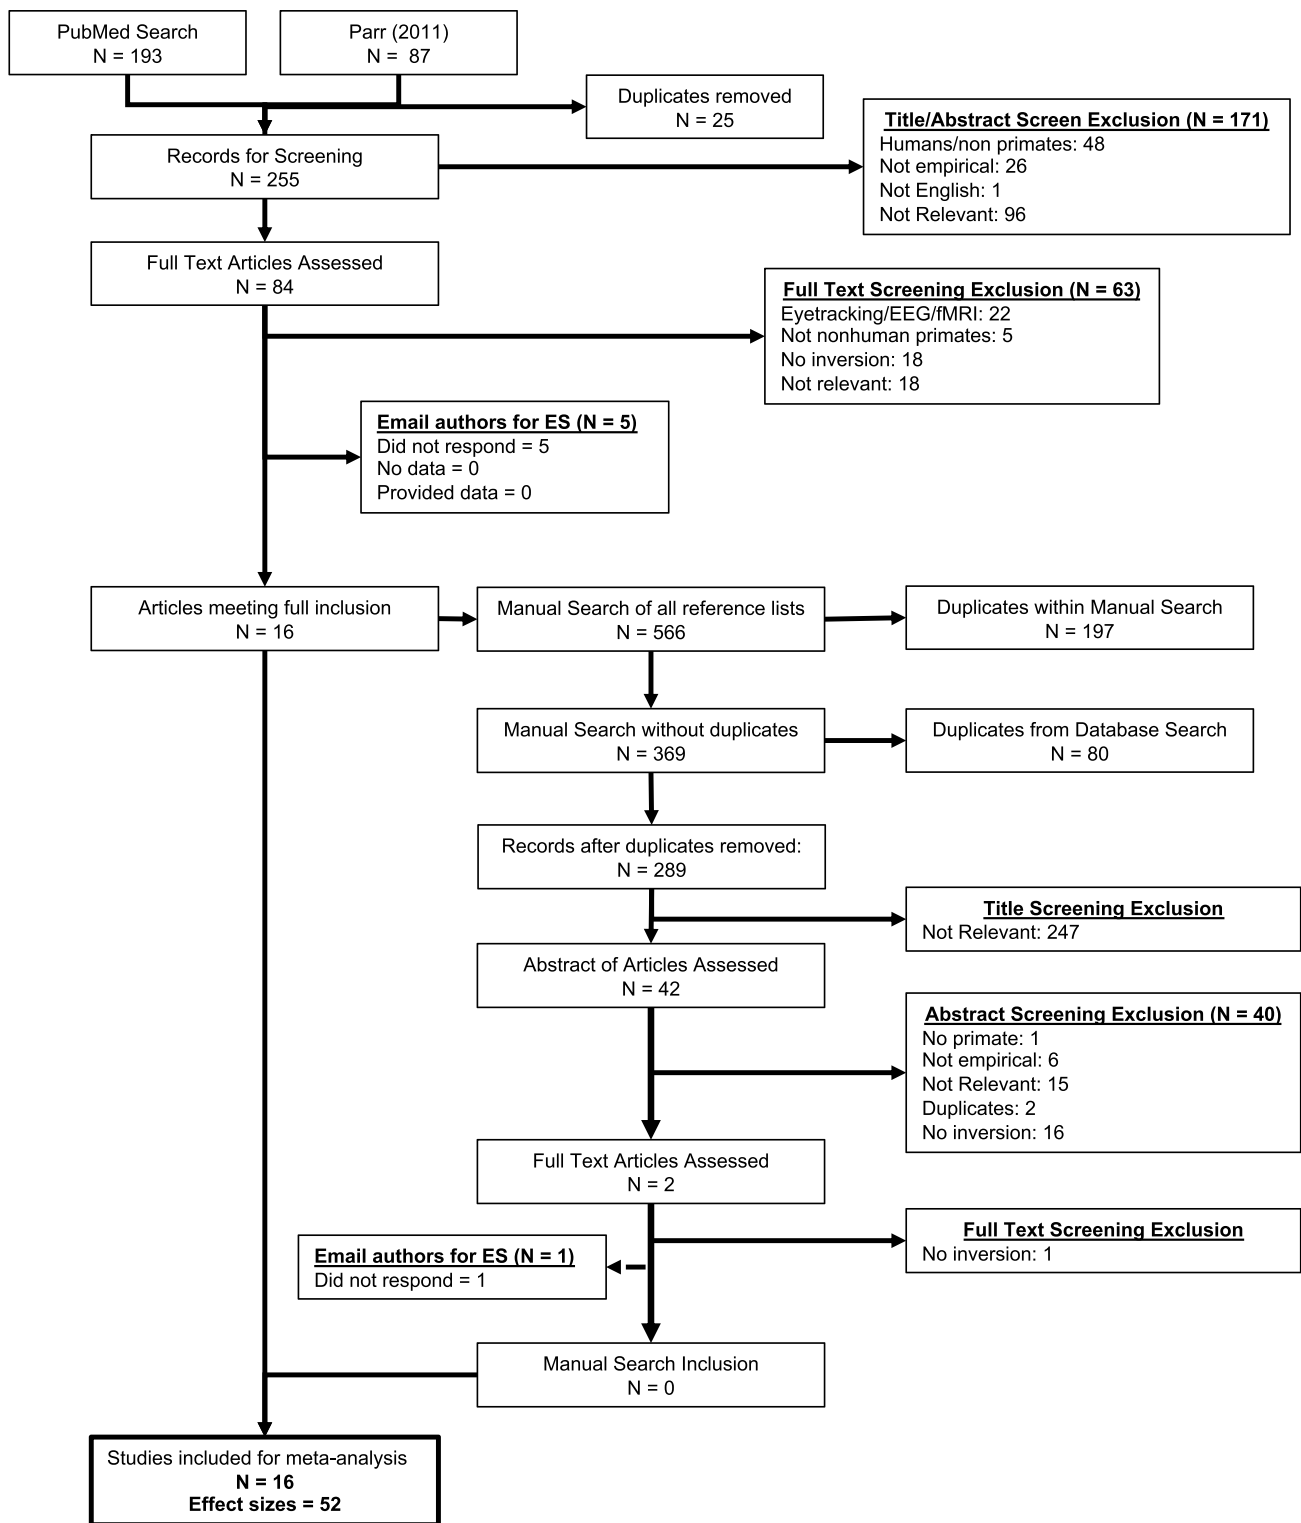 PubMed Search
N = 193
Parr (2011)
N = 87
Duplicates removed
N = 25
Title/Abstract Screen Exclusion (N = 171)
Humans/non primates: 48
Not empirical: 26
Not English: 1
Not Relevant: 96
Records for Screening
N = 255
Full Text Articles Assessed
N = 84
Full Text Screening Exclusion (N = 63)
Eyetracking/EEG/fMRI: 22
Not nonhuman primates: 5
No inversion: 18
Not relevant: 18
Email authors for ES (N = 5)
Did not respond = 5
No data = 0
Provided data = 0
Articles meeting full inclusion
N = 16
Manual Search of all reference lists
N = 566
Duplicates within Manual Search
N = 197
Manual Search without duplicates
N = 369
Duplicates from Database Search
N = 80
Records after duplicates removed:
N = 289
Title Screening Exclusion
Not Relevant: 247
Abstract of Articles Assessed
N = 42
Abstract Screening Exclusion (N = 40)
No primate: 1
Not empirical: 6
Not Relevant: 15
Duplicates: 2
No inversion: 16
Full Text Articles Assessed
N = 2
Full Text Screening Exclusion
No inversion: 1
Email authors for ES (N = 1)
Did not respond = 1
Manual Search Inclusion
N = 0
Studies included for meta-analysis
N = 16
Effect sizes = 52